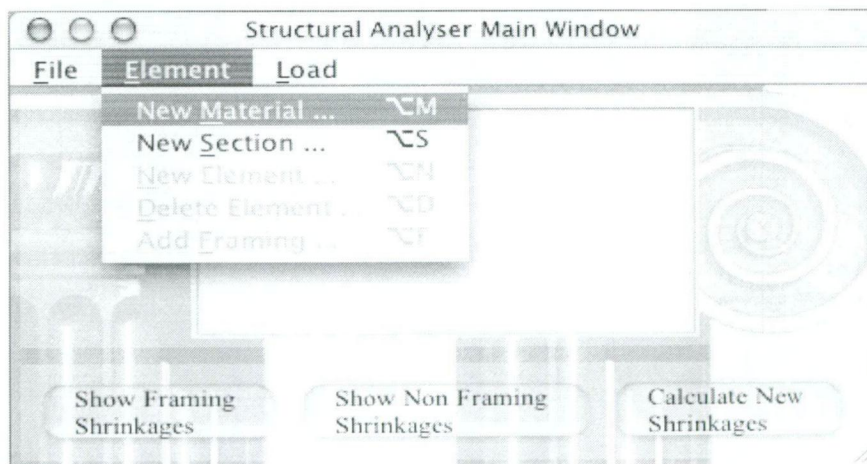 Structural Analyser Main Window
File Element Load
New Material ... ⌥M
New Section ... ⌥S
New Element ... ⌥N
Delete Element ... ⌥D
Add Framing ... ⌥F
Show Framing
Shrinkages
Show Non Framing
Shrinkages
Calculate New
Shrinkages